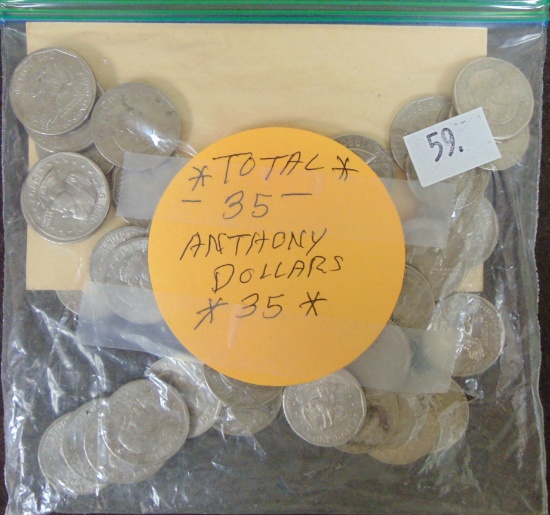 *TOTAL*
- 35 -
ANTHONY
DOLLARS
* 35 *
59.